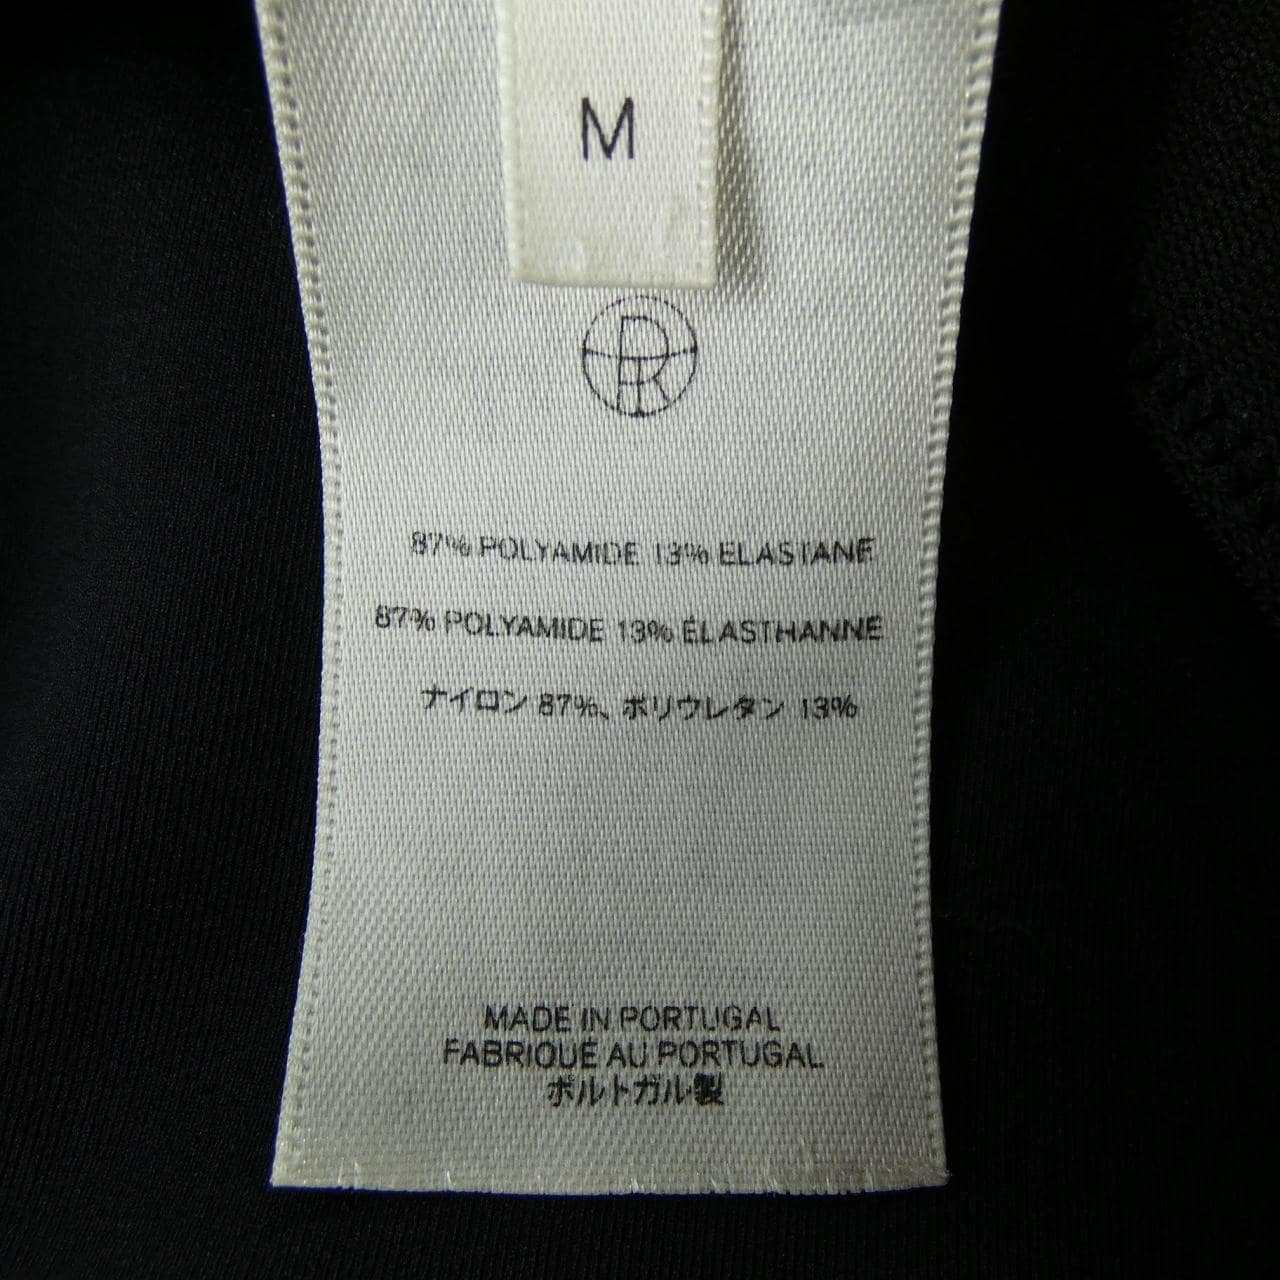 M
87% POLYAMIDE 13% ELASTANE
87% POLYAMIDE 13% ÉLASTHANNE
ナイロン 87%、ポリウレタン 13%
MADE IN PORTUGAL
FABRIQUÉ AU PORTUGAL
ポルトガル製